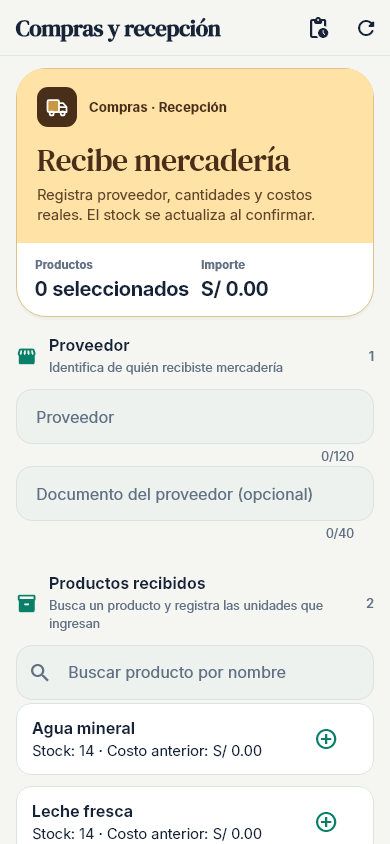 Compras y recepción
Compras · Recepción
Recibe mercadería
Registra proveedor, cantidades y costos
reales. El stock se actualiza al confirmar.
Productos
0 seleccionados
Importe
S/ 0.00
Proveedor
Identifica de quién recibiste mercadería
1
Proveedor
0/120
Documento del proveedor (opcional)
0/40
Productos recibidos
Busca un producto y registra las unidades que
ingresan
2
Buscar producto por nombre
Agua mineral
Stock: 14 · Costo anterior: S/ 0.00
Leche fresca
Stock: 14 · Costo anterior: S/ 0.00